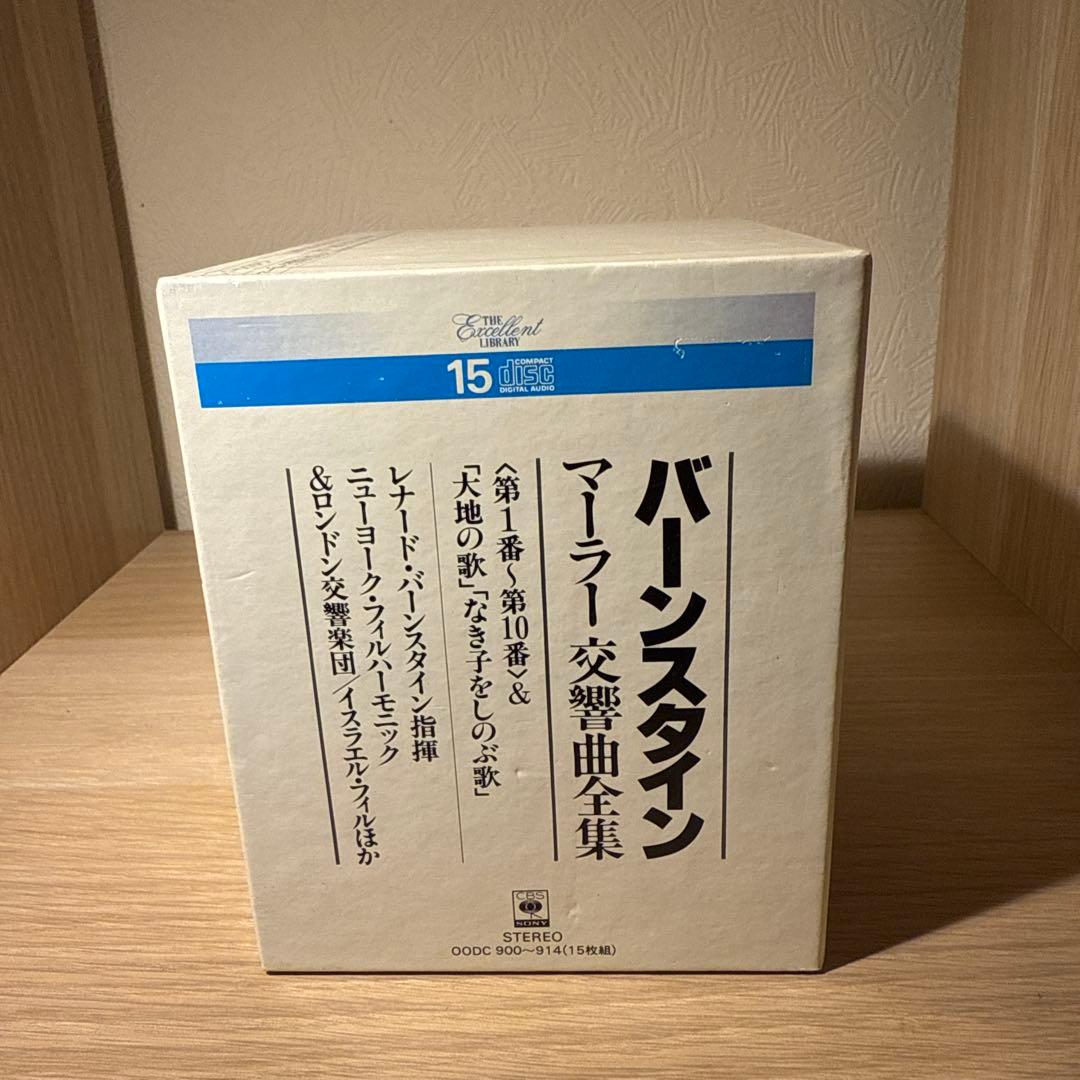 THE
Excellent
LIBRARY
15 COMPACT
disc
DIGITAL AUDIO
バーンスタイン
マーラー 交響曲全集
〈第1番〜第10番〉&
「大地の歌」「なき子をしのぶ歌」
レナード・バーンスタイン指揮
ニューヨーク・フィルハーモニック
&ロンドン交響楽団/イスラエル・フィルほか
CBS
SONY
STEREO
OODC 900〜914(15枚組)